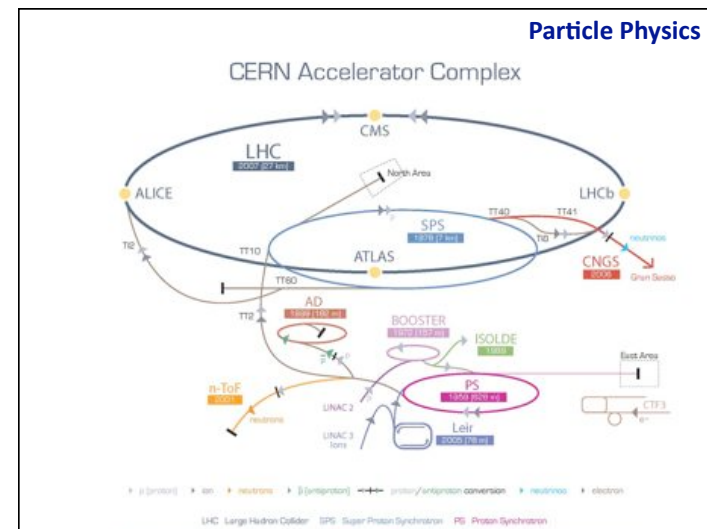 Particle Physics
CERN Accelerator Complex
CMS
LHC
2007 (27 km)
North Area
ALICE
LHCb
SPS
1976 (7 km)
TT40
TT41
TI2
TI8
TT10
ATLAS
neutrinos
CNGS
2006
Gran Sasso
TT60
AD
1999 (182 m)
TT2
BOOSTER
1972 (157 m)
ISOLDE
1989
p
p
East Area
n-ToF
2001
PS
1959 (628 m)
LINAC 2
CTF3
e-
neutrons
LINAC 3
Ions
Leir
2005 (78 m)
p (proton) ion neutrons p̄ (antiproton) proton/antiproton conversion neutrinos electron
LHC Large Hadron Collider SPS Super Proton Synchrotron PS Proton Synchrotron